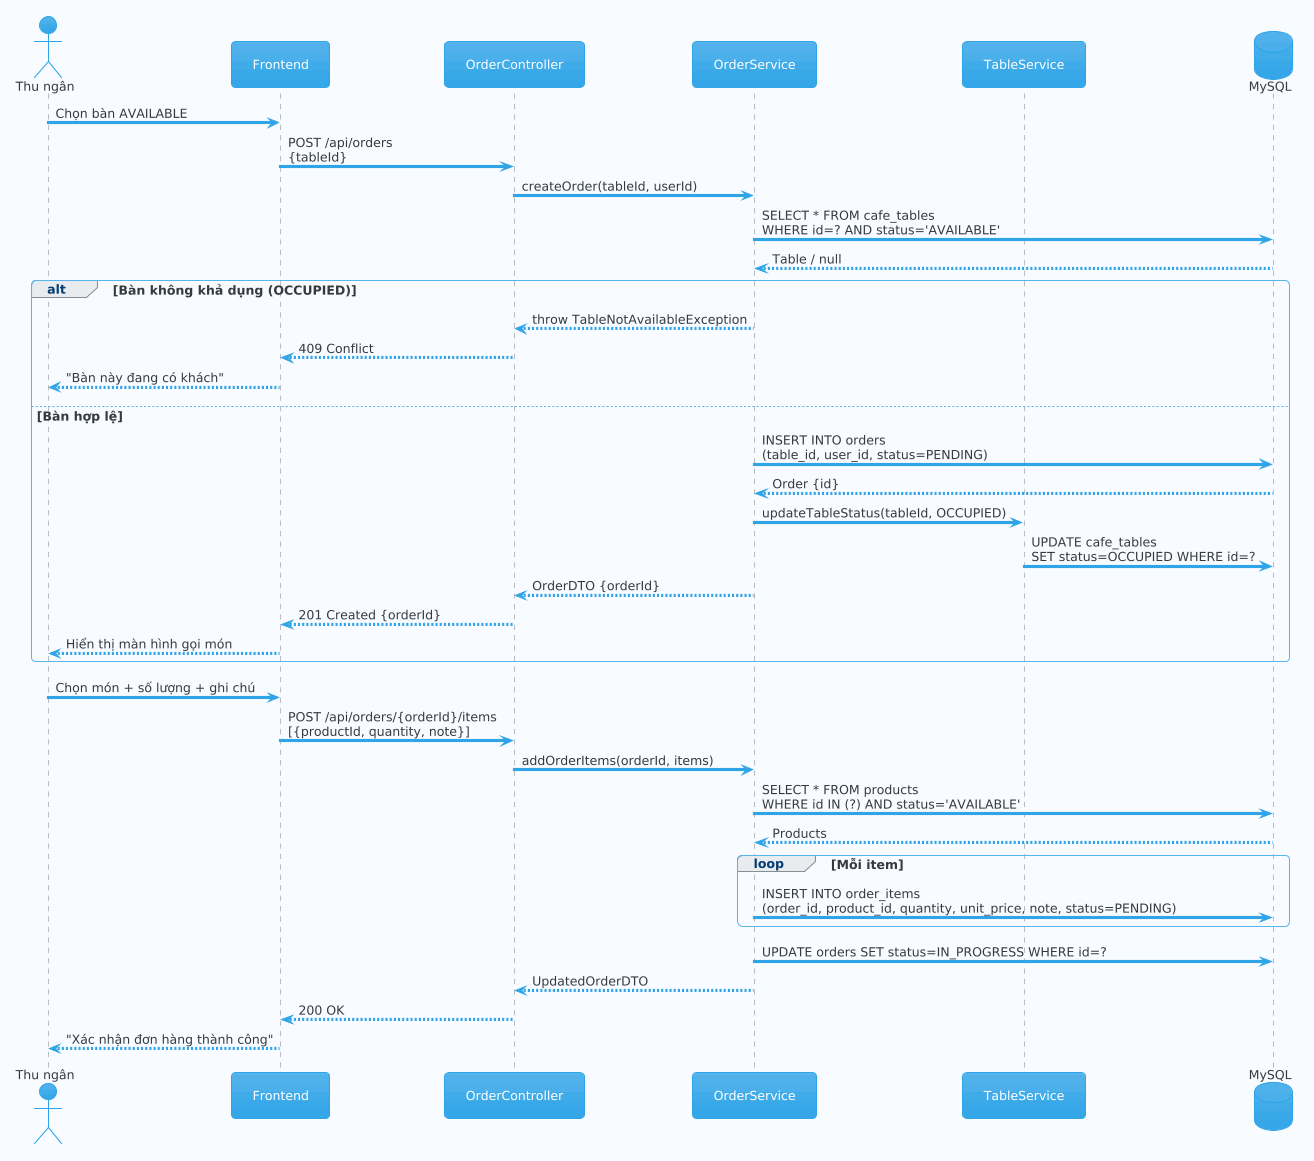 Thu ngân
Frontend
OrderController
OrderService
TableService
MySQL
Chọn bàn AVAILABLE
POST /api/orders
{tableId}
createOrder(tableId, userId)
SELECT * FROM cafe_tables
WHERE id=? AND status='AVAILABLE'
Table / null
alt
[Bàn không khả dụng (OCCUPIED)]
throw TableNotAvailableException
409 Conflict
"Bàn này đang có khách"
[Bàn hợp lệ]
INSERT INTO orders
(table_id, user_id, status=PENDING)
Order {id}
updateTableStatus(tableId, OCCUPIED)
UPDATE cafe_tables
SET status=OCCUPIED WHERE id=?
OrderDTO {orderId}
201 Created {orderId}
Hiển thị màn hình gọi món
Chọn món + số lượng + ghi chú
POST /api/orders/{orderId}/items
[{productId, quantity, note}]
addOrderItems(orderId, items)
SELECT * FROM products
WHERE id IN (?) AND status='AVAILABLE'
Products
loop
[Mỗi item]
INSERT INTO order_items
(order_id, product_id, quantity, unit_price, note, status=PENDING)
UPDATE orders SET status=IN_PROGRESS WHERE id=?
UpdatedOrderDTO
200 OK
"Xác nhận đơn hàng thành công"
Thu ngân
Frontend
OrderController
OrderService
TableService
MySQL